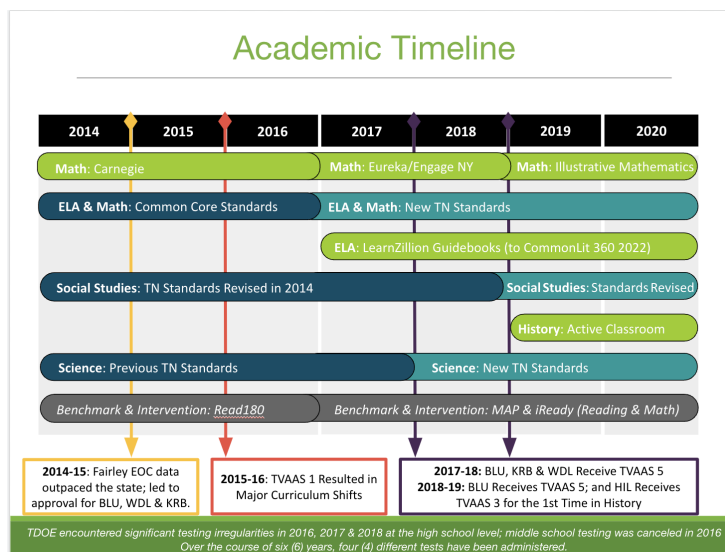 Academic Timeline
2014 2015 2016 2017 2018 2019 2020
Math: Carnegie
Math: Eureka/Engage NY
Math: Illustrative Mathematics
ELA & Math: Common Core Standards
ELA & Math: New TN Standards
ELA: LearnZillion Guidebooks (to CommonLit 360 2022)
Social Studies: TN Standards Revised in 2014
Social Studies: Standards Revised
History: Active Classroom
Science: Previous TN Standards
Science: New TN Standards
Benchmark & Intervention: Read180
Benchmark & Intervention: MAP & iReady (Reading & Math)
2014-15: Fairley EOC data
outpaced the state; led to
approval for BLU, WDL & KRB.
2015-16: TVAAS 1 Resulted in
Major Curriculum Shifts
2017-18: BLU, KRB & WDL Receive TVAAS 5
2018-19: BLU Receives TVAAS 5; and HIL Receives
TVAAS 3 for the 1st Time in History
TDOE encountered significant testing irregularities in 2016, 2017 & 2018 at the high school level; middle school testing was canceled in 2016
Over the course of six (6) years, four (4) different tests have been administered.